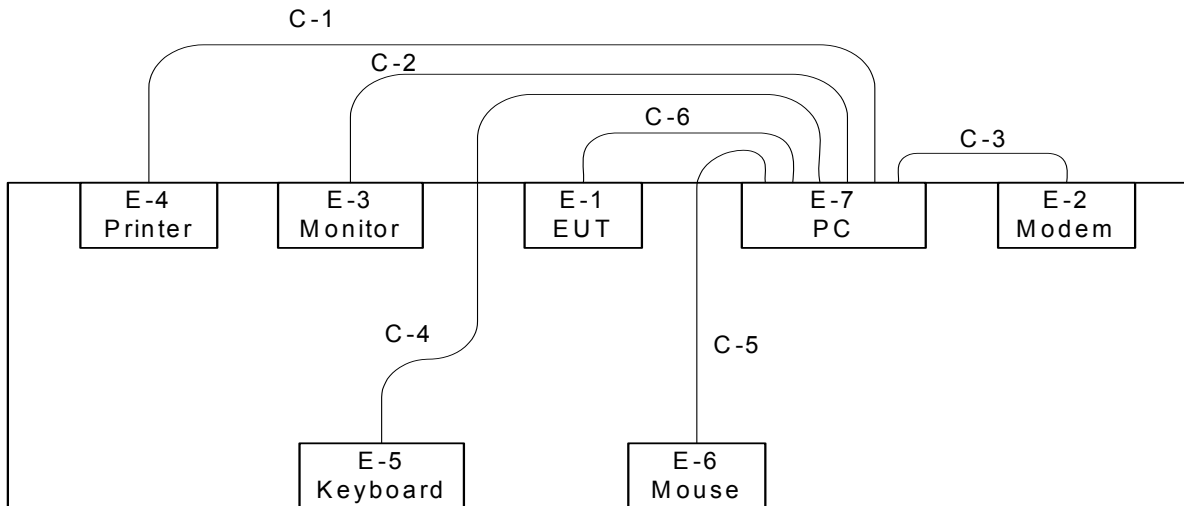 C-1
C-2
C-6
C-3
E-4
Printer
E-3
Monitor
E-1
EUT
E-7
PC
E-2
Modem
C-4
C-5
E-5
Keyboard
E-6
Mouse